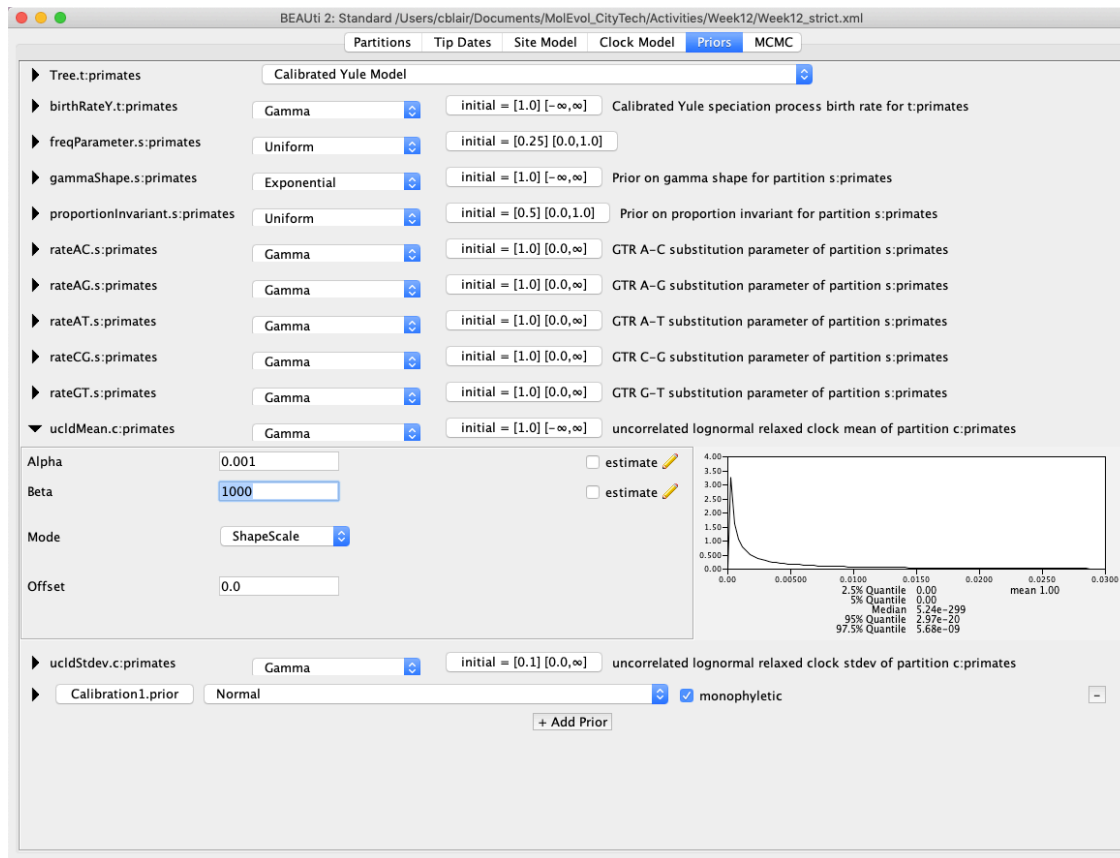 BEAUti 2: Standard /Users/cblair/Documents/MolEvol_CityTech/Activities/Week12/Week12_strict.xml
Partitions Tip Dates Site Model Clock Model Priors MCMC
Tree.t:primates Calibrated Yule Model
birthRateY.t:primates Gamma initial = [1.0] [-∞,∞] Calibrated Yule speciation process birth rate for t:primates
freqParameter.s:primates Uniform initial = [0.25] [0.0,1.0]
gammaShape.s:primates Exponential initial = [1.0] [-∞,∞] Prior on gamma shape for partition s:primates
proportionInvariant.s:primates Uniform initial = [0.5] [0.0,1.0] Prior on proportion invariant for partition s:primates
rateAC.s:primates Gamma initial = [1.0] [0.0,∞] GTR A-C substitution parameter of partition s:primates
rateAG.s:primates Gamma initial = [1.0] [0.0,∞] GTR A-G substitution parameter of partition s:primates
rateAT.s:primates Gamma initial = [1.0] [0.0,∞] GTR A-T substitution parameter of partition s:primates
rateCG.s:primates Gamma initial = [1.0] [0.0,∞] GTR C-G substitution parameter of partition s:primates
rateGT.s:primates Gamma initial = [1.0] [0.0,∞] GTR G-T substitution parameter of partition s:primates
ucldMean.c:primates Gamma initial = [1.0] [-∞,∞] uncorrelated lognormal relaxed clock mean of partition c:primates
Alpha 0.001 estimate
Beta 1000 estimate
Mode ShapeScale
Offset 0.0
4.00
3.50
3.00
2.50
2.00
1.50
1.00
0.500
0.00
0.00 0.00500 0.0100 0.0150 0.0200 0.0250 0.0300
2.5% Quantile 0.00 mean 1.00
5% Quantile 0.00
Median 5.24e-299
95% Quantile 2.97e-20
97.5% Quantile 5.68e-09
ucldStdev.c:primates Gamma initial = [0.1] [0.0,∞] uncorrelated lognormal relaxed clock stdev of partition c:primates
Calibration1.prior Normal monophyletic -
+ Add Prior